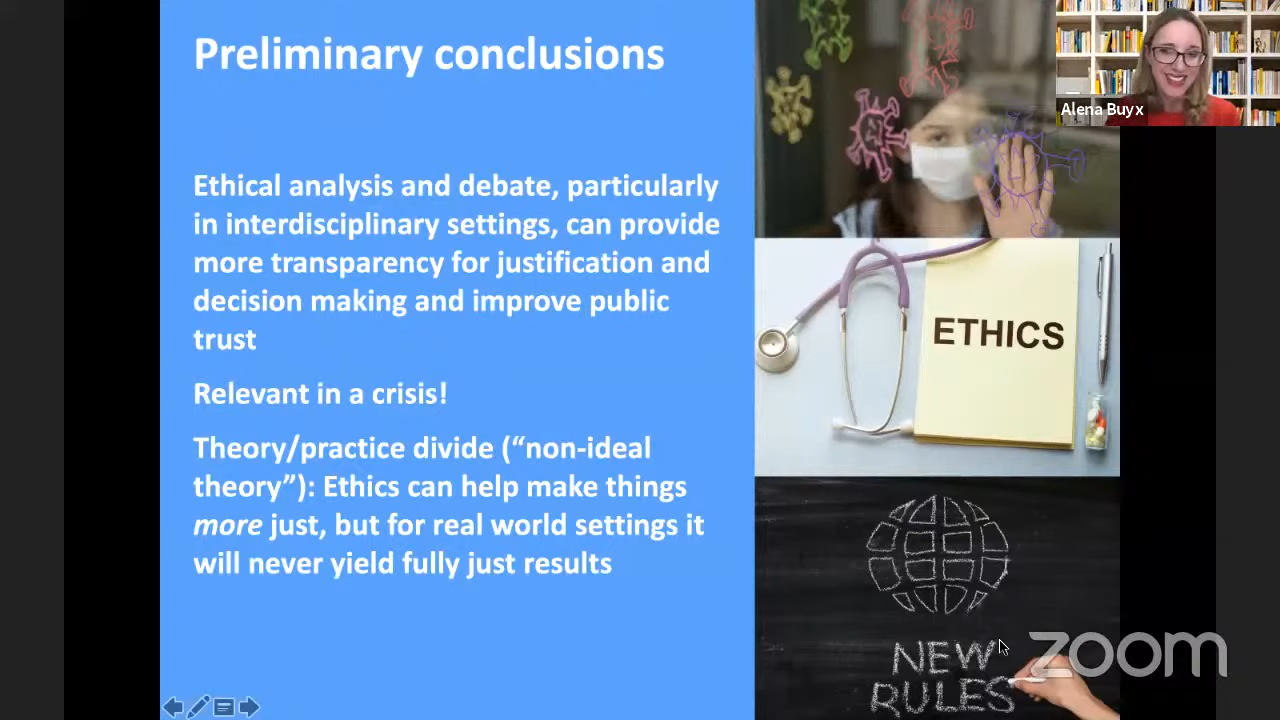 Preliminary conclusions
Ethical analysis and debate, particularly
in interdisciplinary settings, can provide
more transparency for justification and
decision making and improve public
trust
Relevant in a crisis!
Theory/practice divide (“non-ideal
theory”): Ethics can help make things
more just, but for real world settings it
will never yield fully just results
Alena Buyx
ETHICS
NEW
RULES
zoom